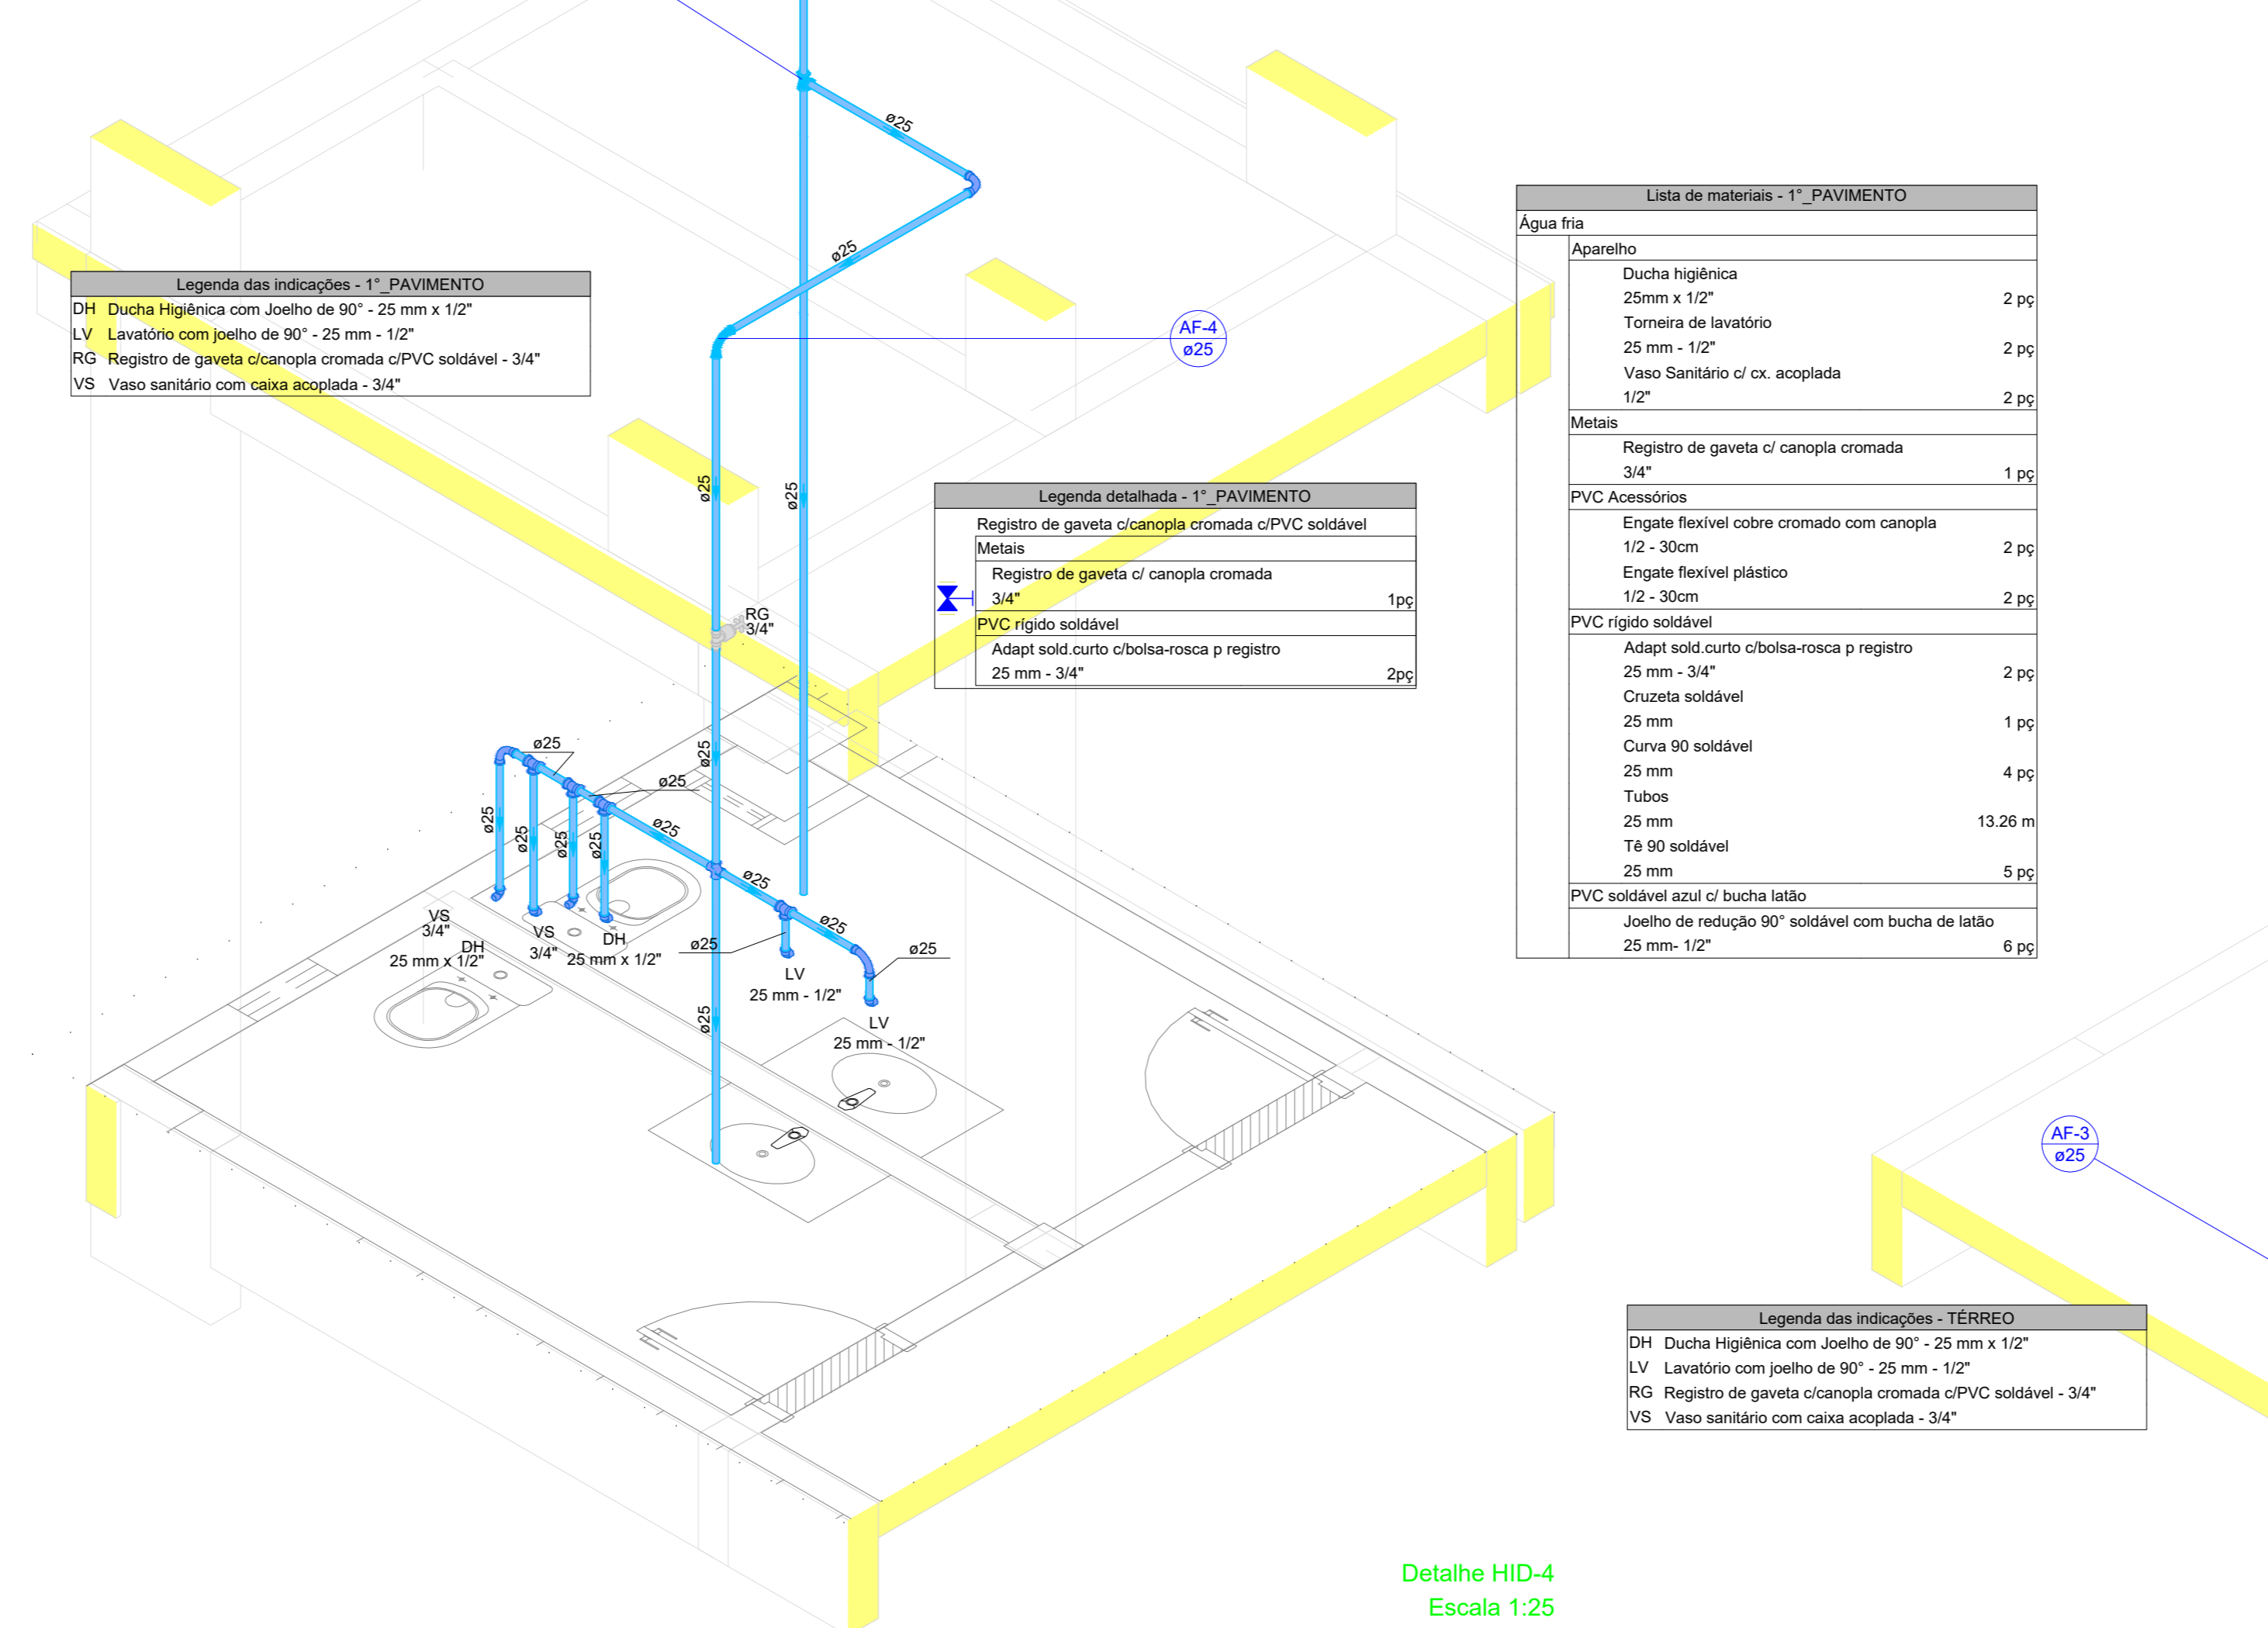 ø25
ø25
Legenda das indicações - 1°_PAVIMENTO
DH Ducha Higiênica com Joelho de 90° - 25 mm x 1/2"
LV Lavatório com joelho de 90° - 25 mm - 1/2"
RG Registro de gaveta c/canopla cromada c/PVC soldável - 3/4"
VS Vaso sanitário com caixa acoplada - 3/4"
AF-4
ø25
Lista de materiais - 1°_PAVIMENTO
Água fria
Aparelho
Ducha higiênica
25mm x 1/2" 2 pç
Torneira de lavatório
25 mm - 1/2" 2 pç
Vaso Sanitário c/ cx. acoplada
1/2" 2 pç
Metais
Registro de gaveta c/ canopla cromada
3/4" 1 pç
PVC Acessórios
Engate flexível cobre cromado com canopla
1/2 - 30cm 2 pç
Engate flexível plástico
1/2 - 30cm 2 pç
PVC rígido soldável
Adapt sold.curto c/bolsa-rosca p registro
25 mm - 3/4" 2 pç
Cruzeta soldável
25 mm 1 pç
Curva 90 soldável
25 mm 4 pç
Tubos
25 mm 13.26 m
Tê 90 soldável
25 mm 5 pç
PVC soldável azul c/ bucha latão
Joelho de redução 90° soldável com bucha de latão
25 mm- 1/2" 6 pç
ø25
ø25
Legenda detalhada - 1°_PAVIMENTO
Registro de gaveta c/canopla cromada c/PVC soldável
Metais
Registro de gaveta c/ canopla cromada
3/4" 1pç
PVC rígido soldável
Adapt sold.curto c/bolsa-rosca p registro
25 mm - 3/4" 2pç
RG
3/4"
ø25
ø25
ø25
ø25
ø25
ø25
ø25
ø25
ø25
ø25
ø25
ø25
ø25
VS
3/4"
DH
25 mm x 1/2"
VS
3/4"
DH
25 mm x 1/2"
LV
25 mm - 1/2"
LV
25 mm - 1/2"
ø25
AF-3
ø25
Legenda das indicações - TÉRREO
DH Ducha Higiênica com Joelho de 90° - 25 mm x 1/2"
LV Lavatório com joelho de 90° - 25 mm - 1/2"
RG Registro de gaveta c/canopla cromada c/PVC soldável - 3/4"
VS Vaso sanitário com caixa acoplada - 3/4"
Detalhe HID-4
Escala 1:25